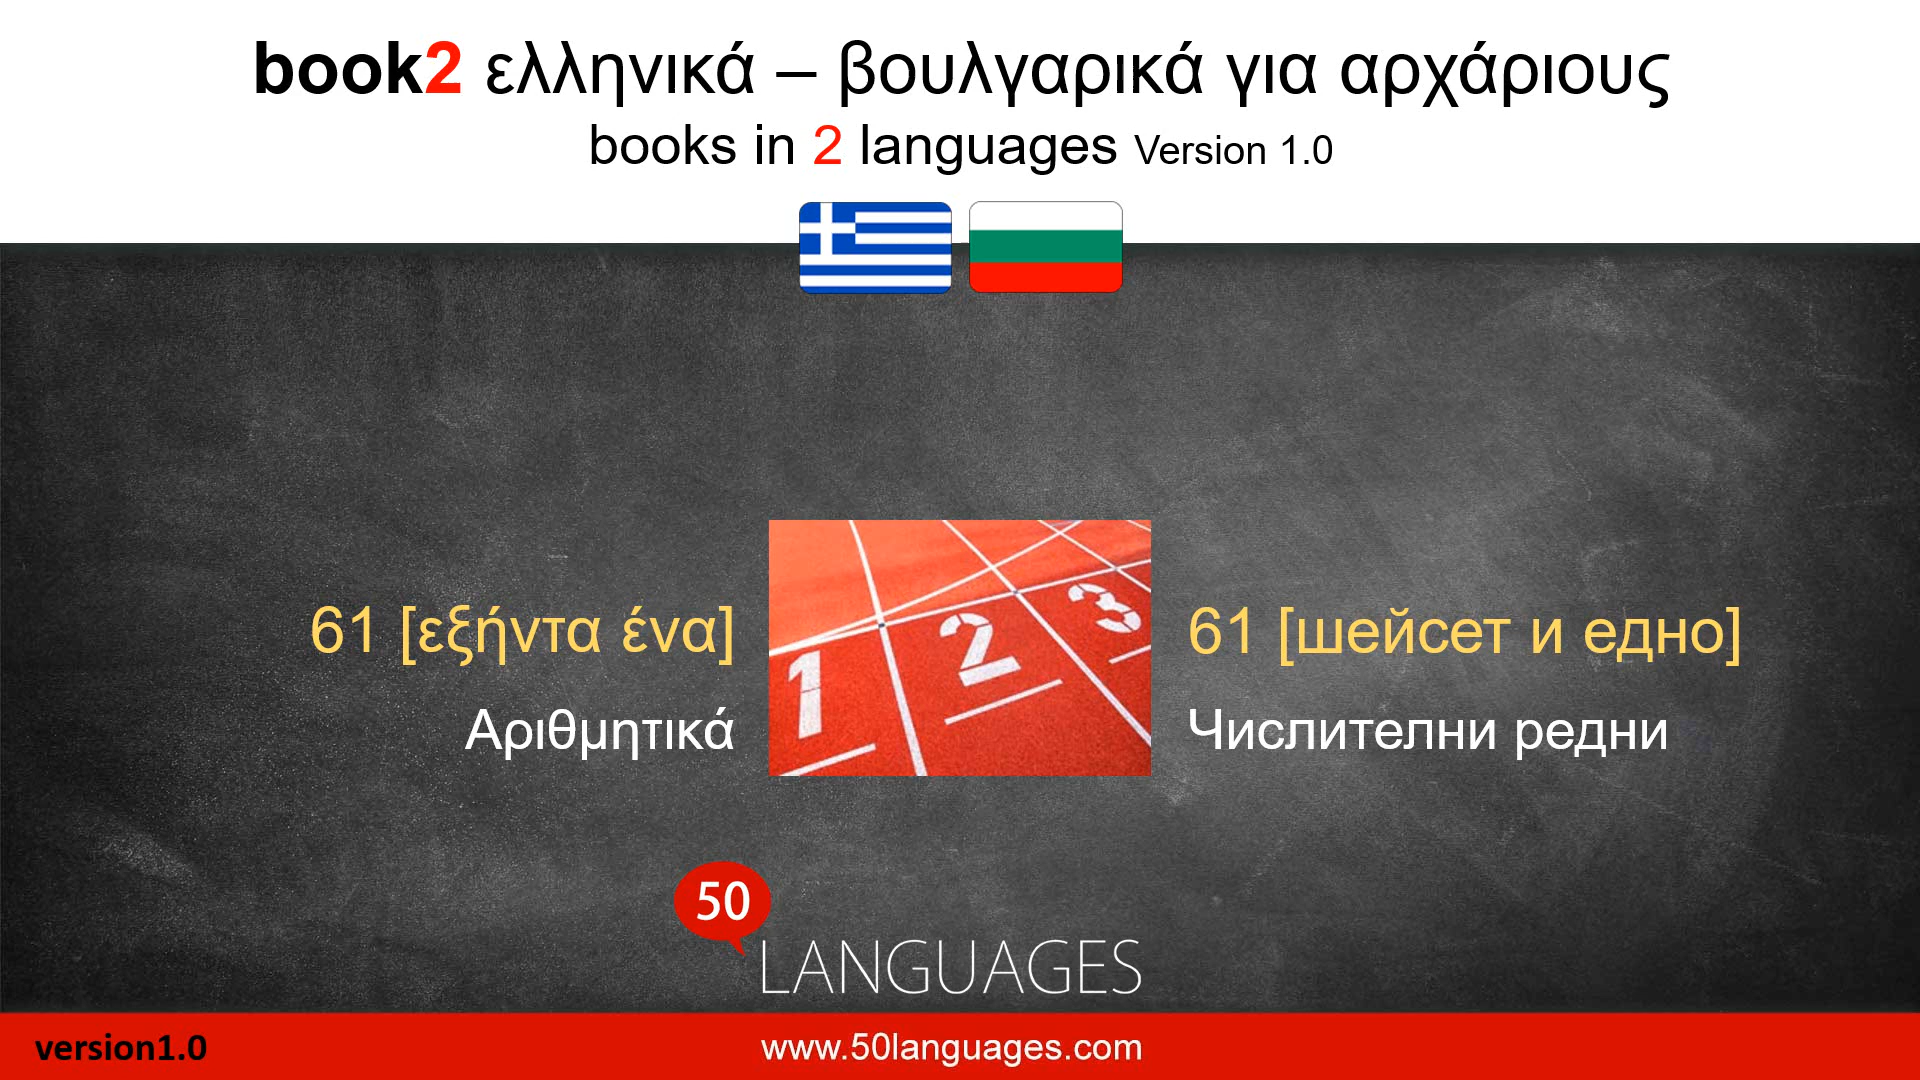 book2 ελληνικά – βουλγαρικά για αρχάριους
books in 2 languages Version 1.0
61 [εξήντα ένα]
Αριθμητικά
1 2 3
61 [шейсет и едно]
Числителни редни
50
LANGUAGES
version1.0
www.50languages.com